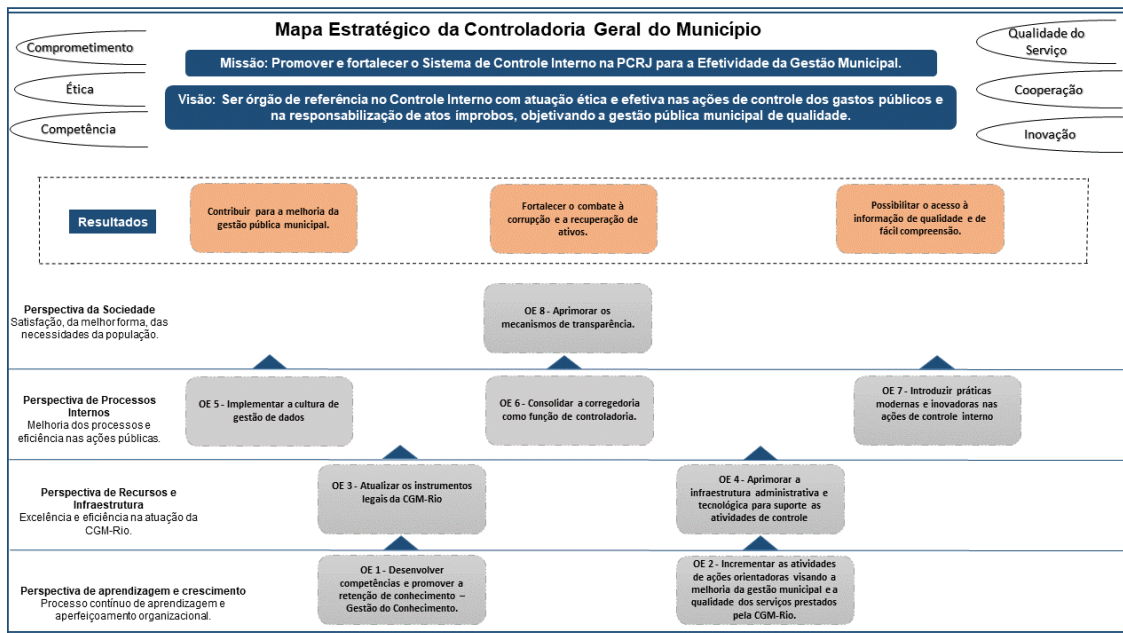 Mapa Estratégico da Controladoria Geral do Município
Comprometimento
Ética
Competência
Missão: Promover e fortalecer o Sistema de Controle Interno na PCRJ para a Efetividade da Gestão Municipal.
Visão: Ser órgão de referência no Controle Interno com atuação ética e efetiva nas ações de controle dos gastos públicos e
na responsabilização de atos ímprobos, objetivando a gestão pública municipal de qualidade.
Qualidade do
Serviço
Cooperação
Inovação
Resultados
Contribuir para a melhoria da
gestão pública municipal.
Fortalecer o combate à
corrupção e a recuperação de
ativos.
Possibilitar o acesso à
informação de qualidade e de
fácil compreensão.
Perspectiva da Sociedade
Satisfação, da melhor forma, das
necessidades da população.
OE 8 - Aprimorar os
mecanismos de transparência.
Perspectiva de Processos
Internos
Melhoria dos processos e
eficiência nas ações públicas.
OE 5 - Implementar a cultura de
gestão de dados
OE 6 - Consolidar a corregedoria
como função de controladoria.
OE 7 - Introduzir práticas
modernas e inovadoras nas
ações de controle interno
Perspectiva de Recursos e
Infraestrutura
Excelência e eficiência na atuação da
CGM-Rio.
OE 3 - Atualizar os instrumentos
legais da CGM-Rio
OE 4 - Aprimorar a
infraestrutura administrativa e
tecnológica para suporte as
atividades de controle
Perspectiva de aprendizagem e crescimento
Processo contínuo de aprendizagem e
aperfeiçoamento organizacional.
OE 1 - Desenvolver
competências e promover a
retenção de conhecimento –
Gestão do Conhecimento.
OE 2 - Incrementar as atividades
de ações orientadoras visando a
melhoria da gestão municipal e a
qualidade dos serviços prestados
pela CGM-Rio.